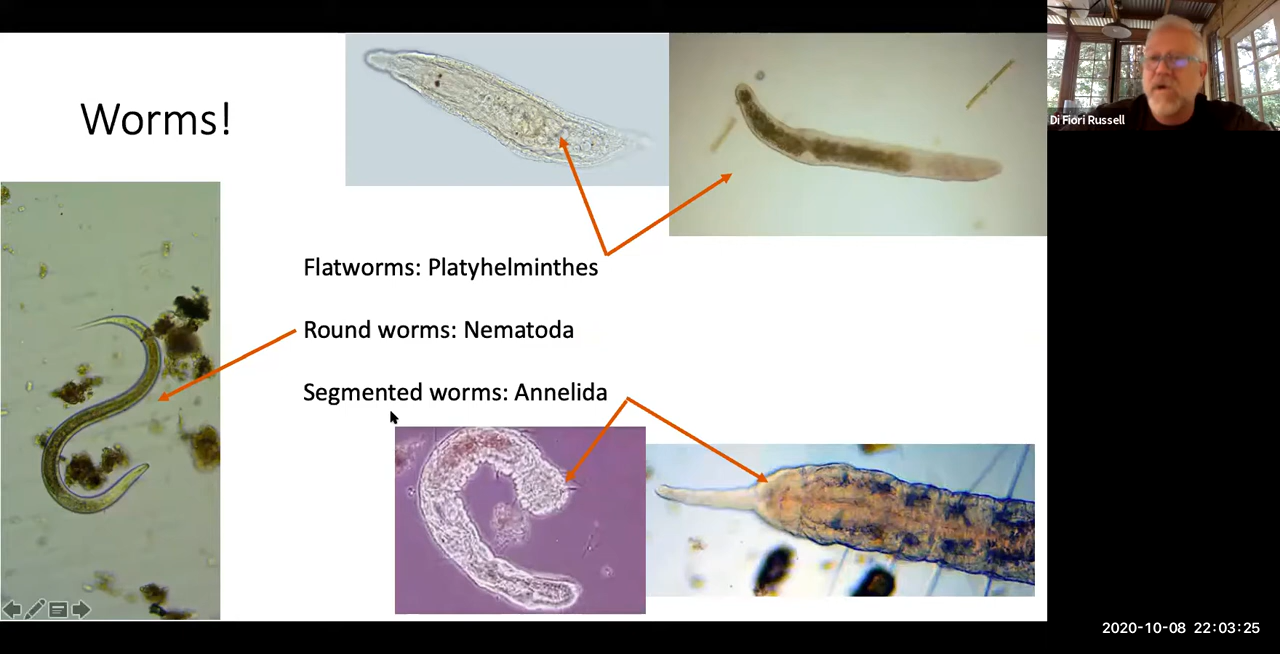 Worms!
Di Fiori Russell
Flatworms: Platyhelminthes
Round worms: Nematoda
Segmented worms: Annelida
2020-10-08 22:03:25